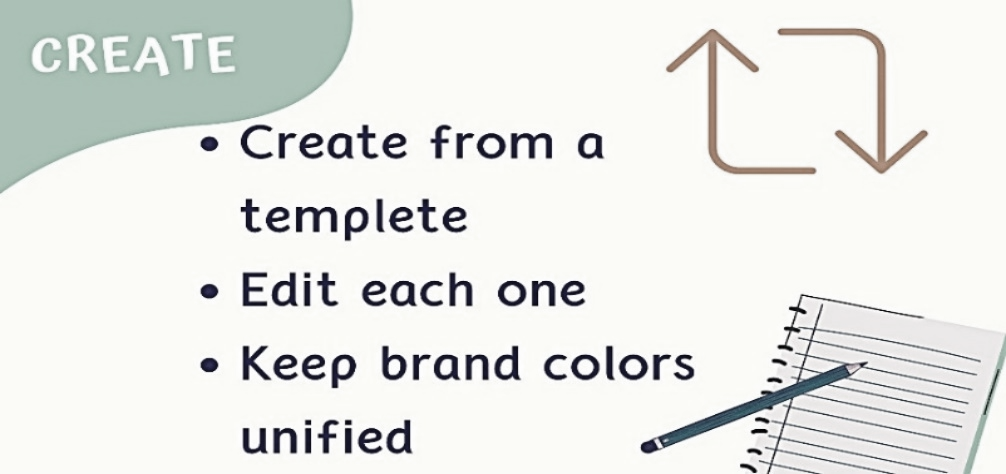 CREATE
• Create from a
templete
• Edit each one
• Keep brand colors
unified